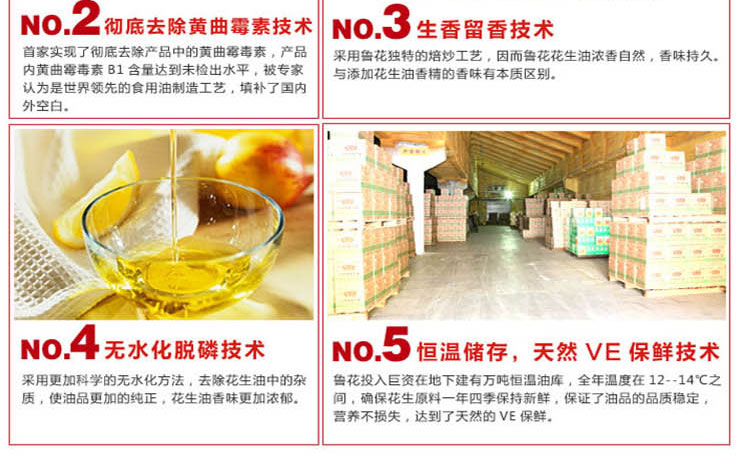 NO.2 彻底去除黄曲霉素技术
首家实现了彻底去除产品中的黄曲霉毒素，产品
内黄曲霉毒素 B1 含量达到未检出水平，被专家
认为是世界领先的食用油制造工艺，填补了国内
外空白。
NO.3 生香留香技术
采用鲁花独特的焙炒工艺，因而鲁花花生油浓香自然，香味持久。
与添加花生油香精的香味有本质区别。
NO.4 无水化脱磷技术
采用更加科学的无水化方法，去除花生油中的杂
质，使油品更加的纯正，花生油香味更加浓郁。
NO.5 恒温储存，天然 VE 保鲜技术
鲁花投入巨资在地下建有万吨恒温油库，全年温度在 12--14℃之
间，确保花生原料一年四季保持新鲜，保证了油品的品质稳定，
营养不损失，达到了天然的 VE 保鲜。